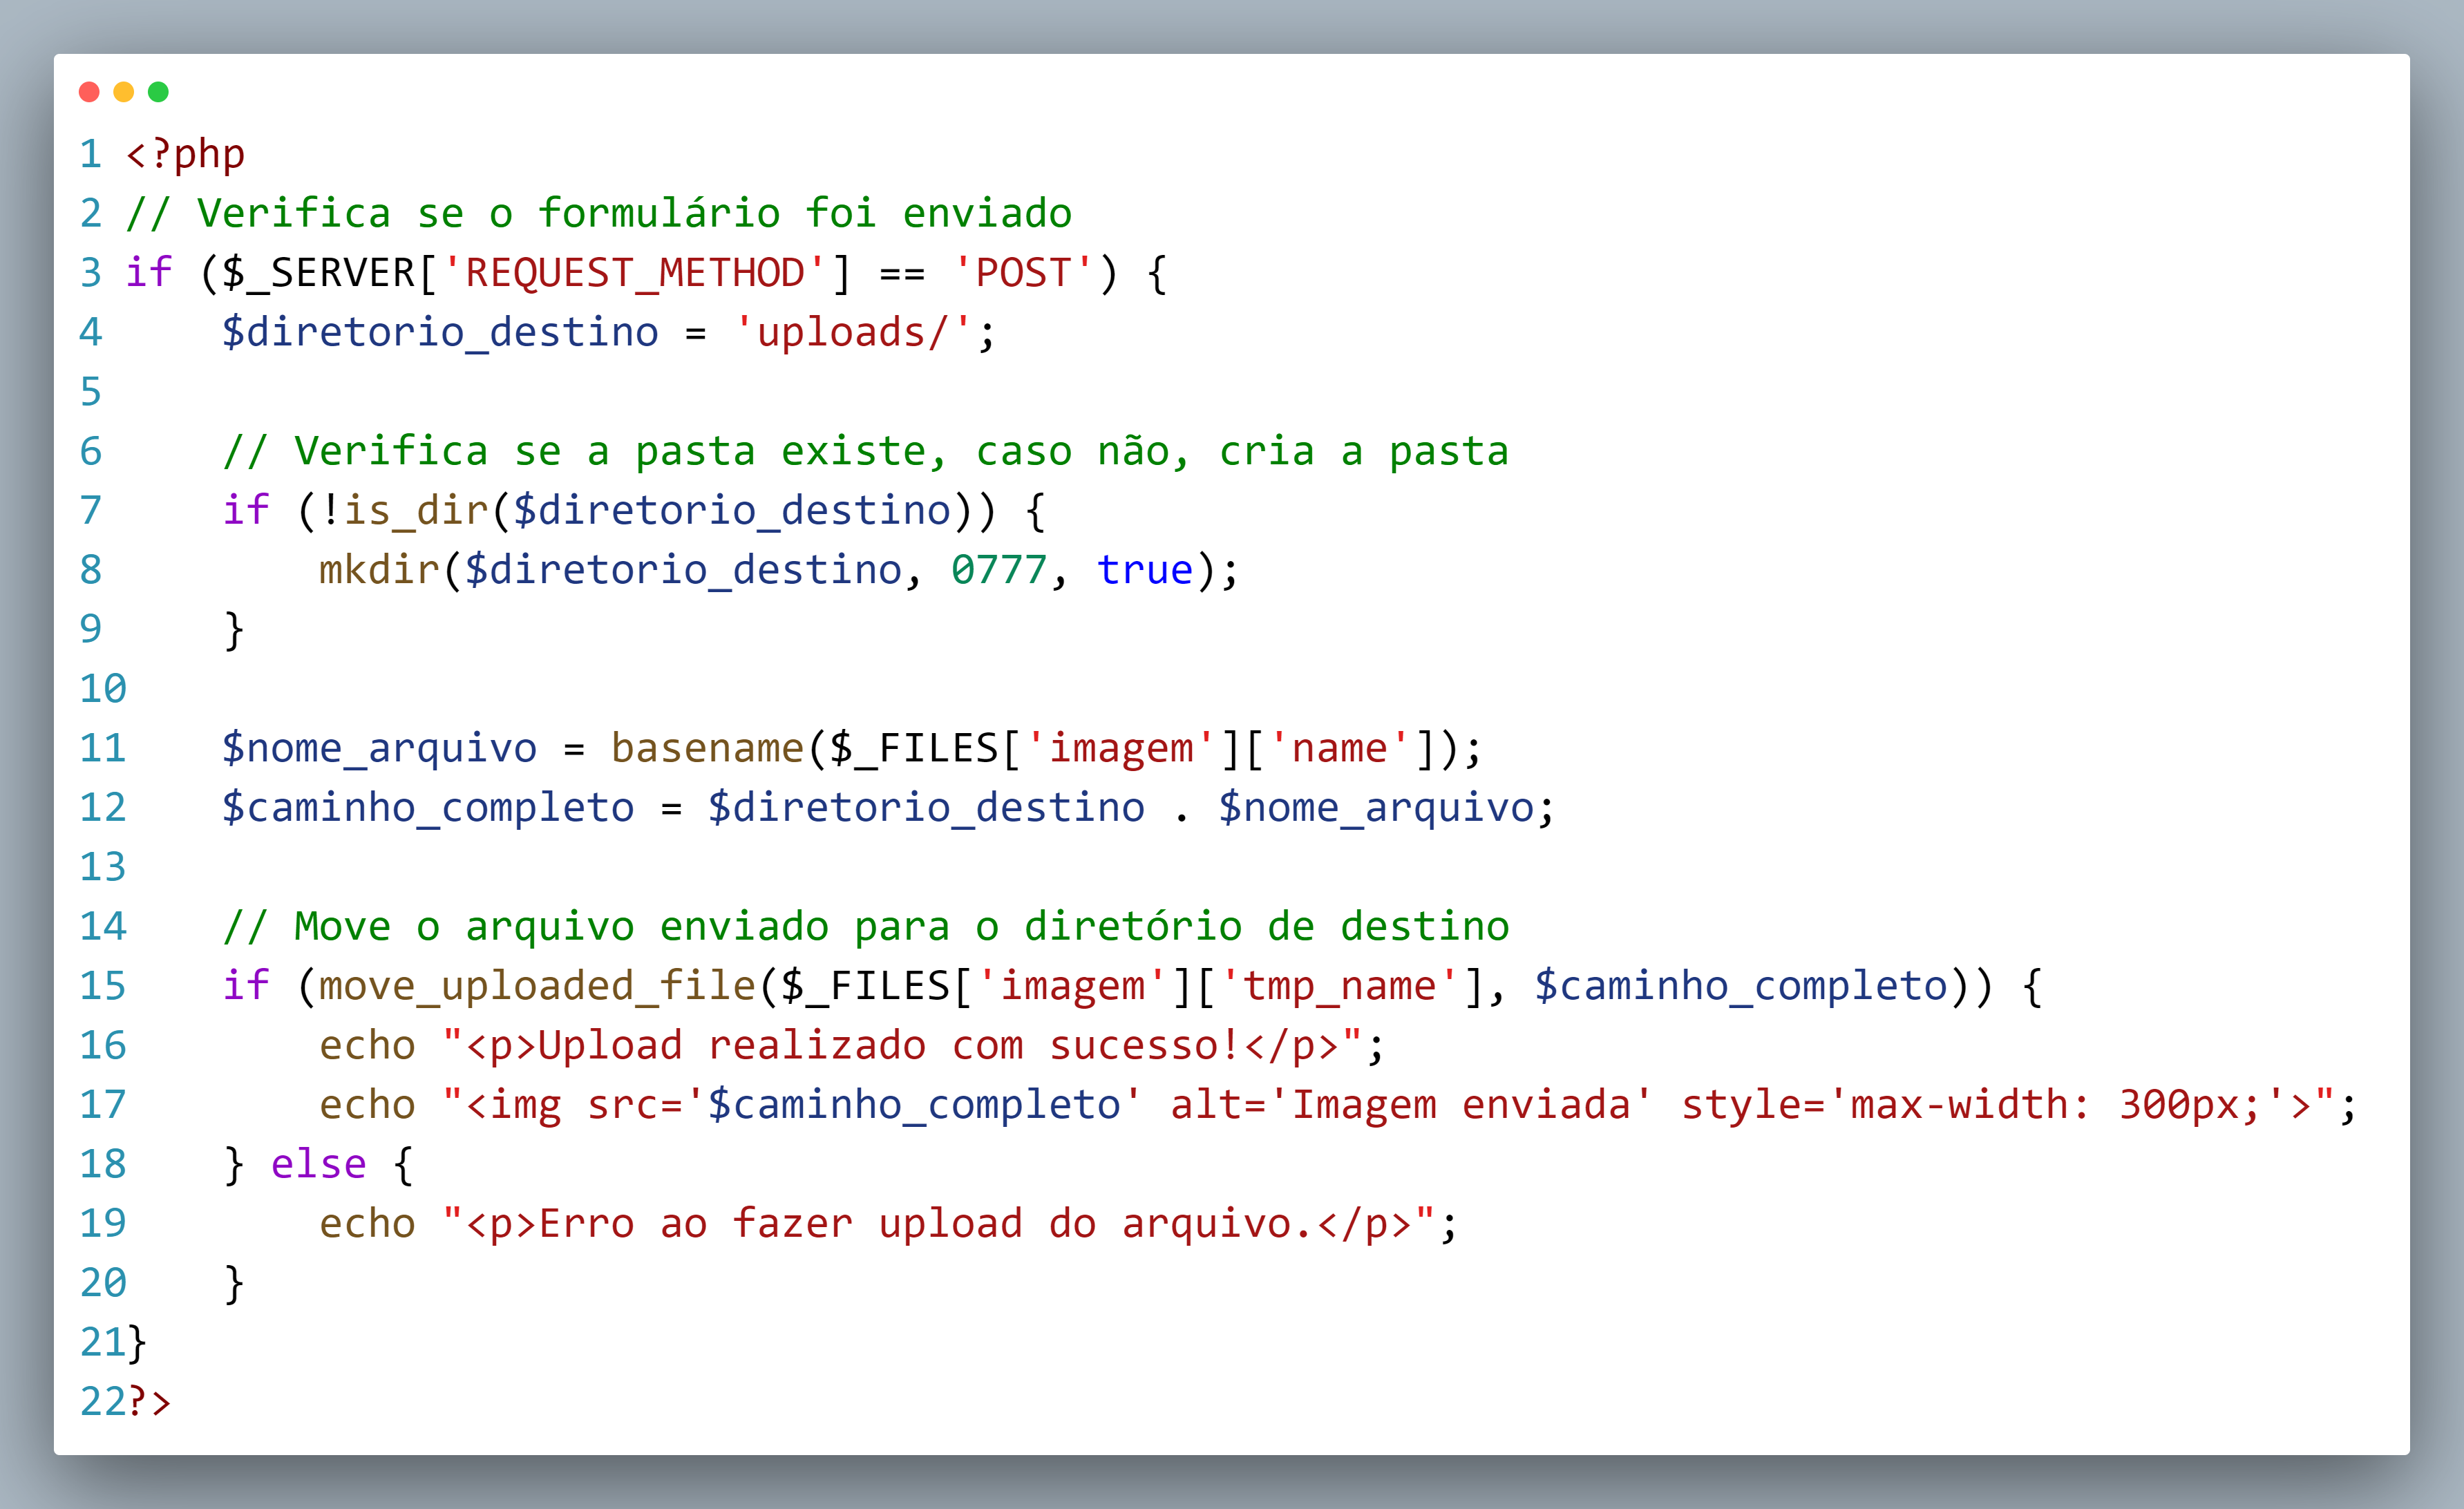 1 <?php
2 // Verifica se o formulário foi enviado
3 if ($_SERVER['REQUEST_METHOD'] == 'POST') {
4     $diretorio_destino = 'uploads/';
5
6     // Verifica se a pasta existe, caso não, cria a pasta
7     if (!is_dir($diretorio_destino)) {
8         mkdir($diretorio_destino, 0777, true);
9     }
10
11    $nome_arquivo = basename($_FILES['imagem']['name']);
12    $caminho_completo = $diretorio_destino . $nome_arquivo;
13
14    // Move o arquivo enviado para o diretório de destino
15    if (move_uploaded_file($_FILES['imagem']['tmp_name'], $caminho_completo)) {
16        echo "<p>Upload realizado com sucesso!</p>";
17        echo "<img src='$caminho_completo' alt='Imagem enviada' style='max-width: 300px;'>";
18    } else {
19        echo "<p>Erro ao fazer upload do arquivo.</p>";
20    }
21}
22?>